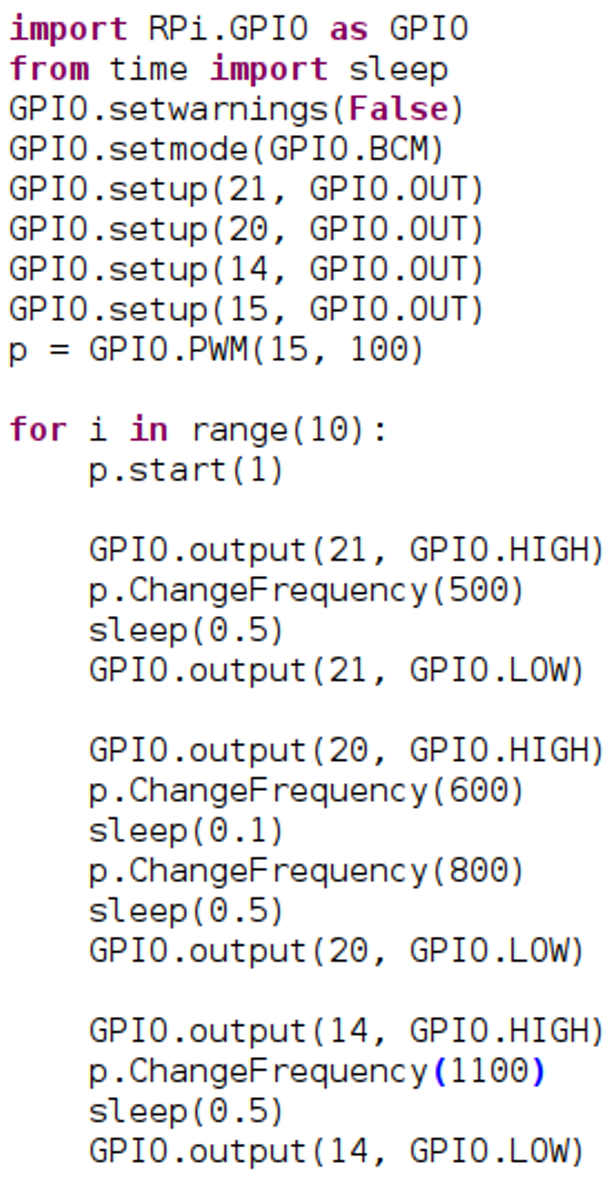 import RPi.GPIO as GPIO
from time import sleep
GPIO.setwarnings(False)
GPIO.setmode(GPIO.BCM)
GPIO.setup(21, GPIO.OUT)
GPIO.setup(20, GPIO.OUT)
GPIO.setup(14, GPIO.OUT)
GPIO.setup(15, GPIO.OUT)
p = GPIO.PWM(15, 100)

for i in range(10):
    p.start(1)

    GPIO.output(21, GPIO.HIGH)
    p.ChangeFrequency(500)
    sleep(0.5)
    GPIO.output(21, GPIO.LOW)

    GPIO.output(20, GPIO.HIGH)
    p.ChangeFrequency(600)
    sleep(0.1)
    p.ChangeFrequency(800)
    sleep(0.5)
    GPIO.output(20, GPIO.LOW)

    GPIO.output(14, GPIO.HIGH)
    p.ChangeFrequency(1100)
    sleep(0.5)
    GPIO.output(14, GPIO.LOW)